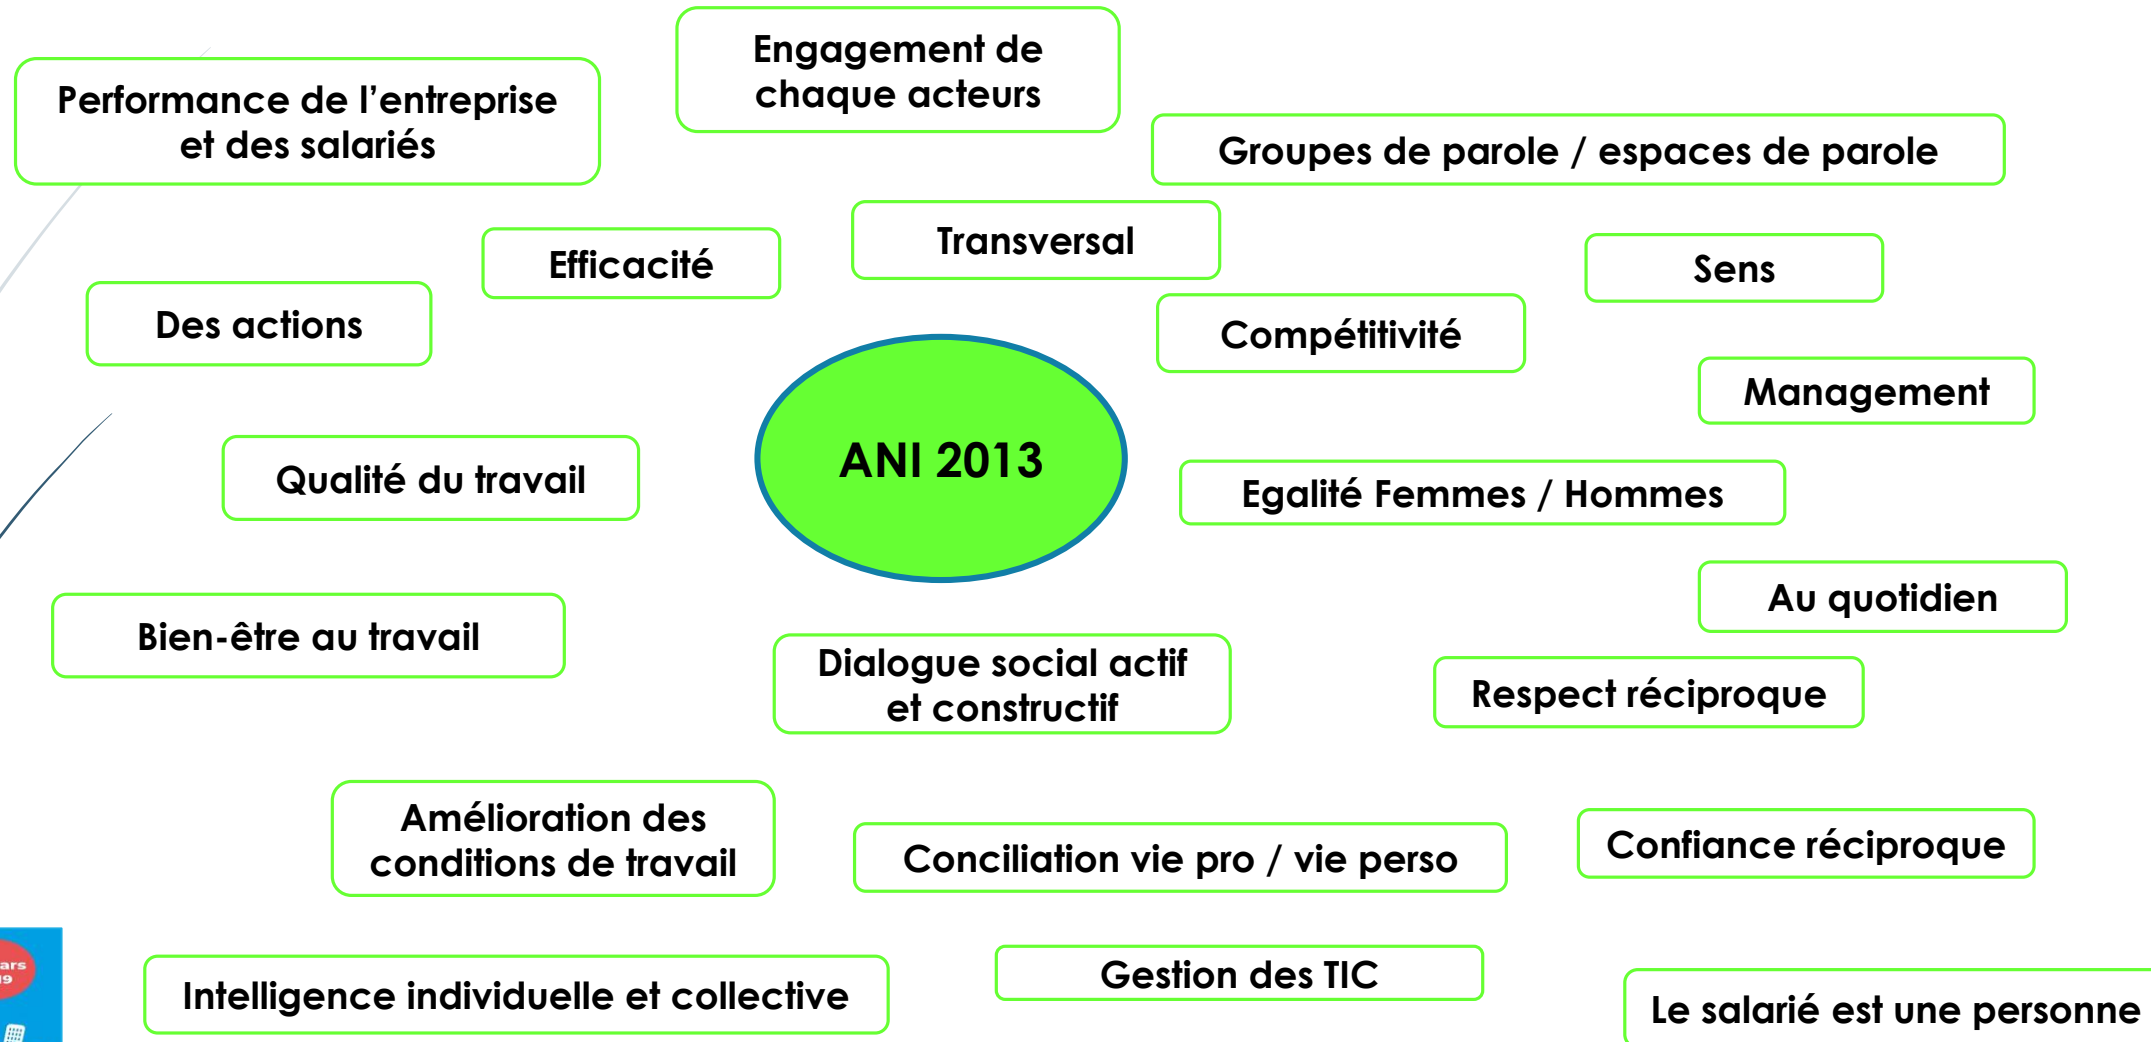 Engagement de
chaque acteurs
Performance de l’entreprise
et des salariés
Groupes de parole / espaces de parole
Transversal
Efficacité
Sens
Des actions
Compétitivité
Management
ANI 2013
Qualité du travail
Egalité Femmes / Hommes
Au quotidien
Bien-être au travail
Dialogue social actif
et constructif
Respect réciproque
Amélioration des
conditions de travail
Conciliation vie pro / vie perso
Confiance réciproque
Gestion des TIC
Intelligence individuelle et collective
Le salarié est une personne